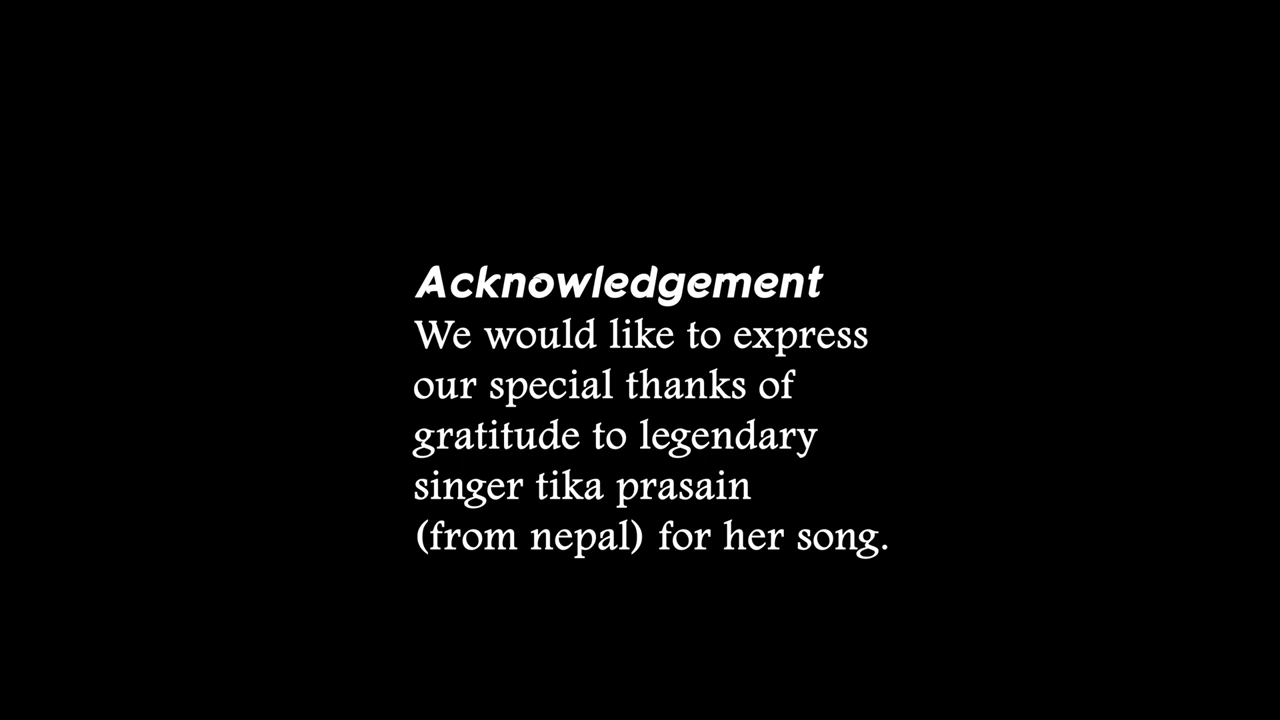 Acknowledgement
We would like to express
our special thanks of
gratitude to legendary
singer tika prasain
(from nepal) for her song.